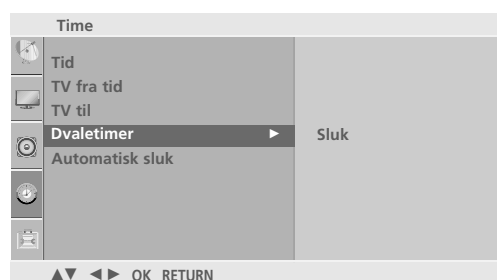 Time
Tid
TV fra tid
TV til
Dvaletimer ► Sluk
Automatisk sluk
▲▼ ◄► OK RETURN